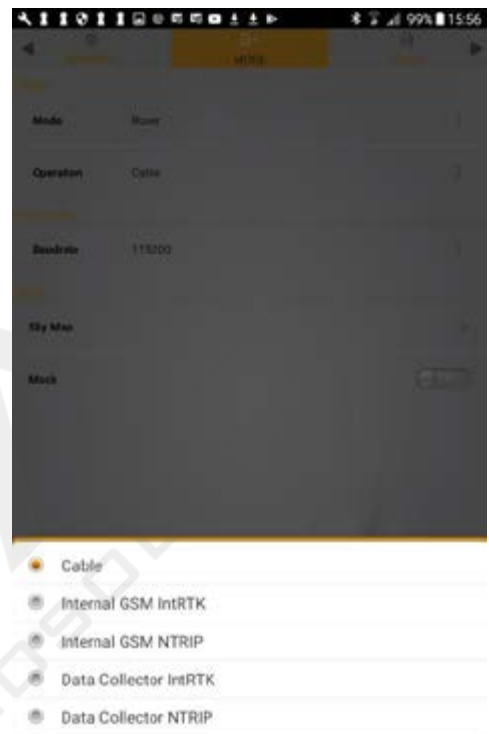 99% 15:56
MODE
Mode Rover
Operation Cable
Baudrate 115200
Sky Map
Mock
Cable
Internal GSM IntRTK
Internal GSM NTRIP
Data Collector IntRTK
Data Collector NTRIP